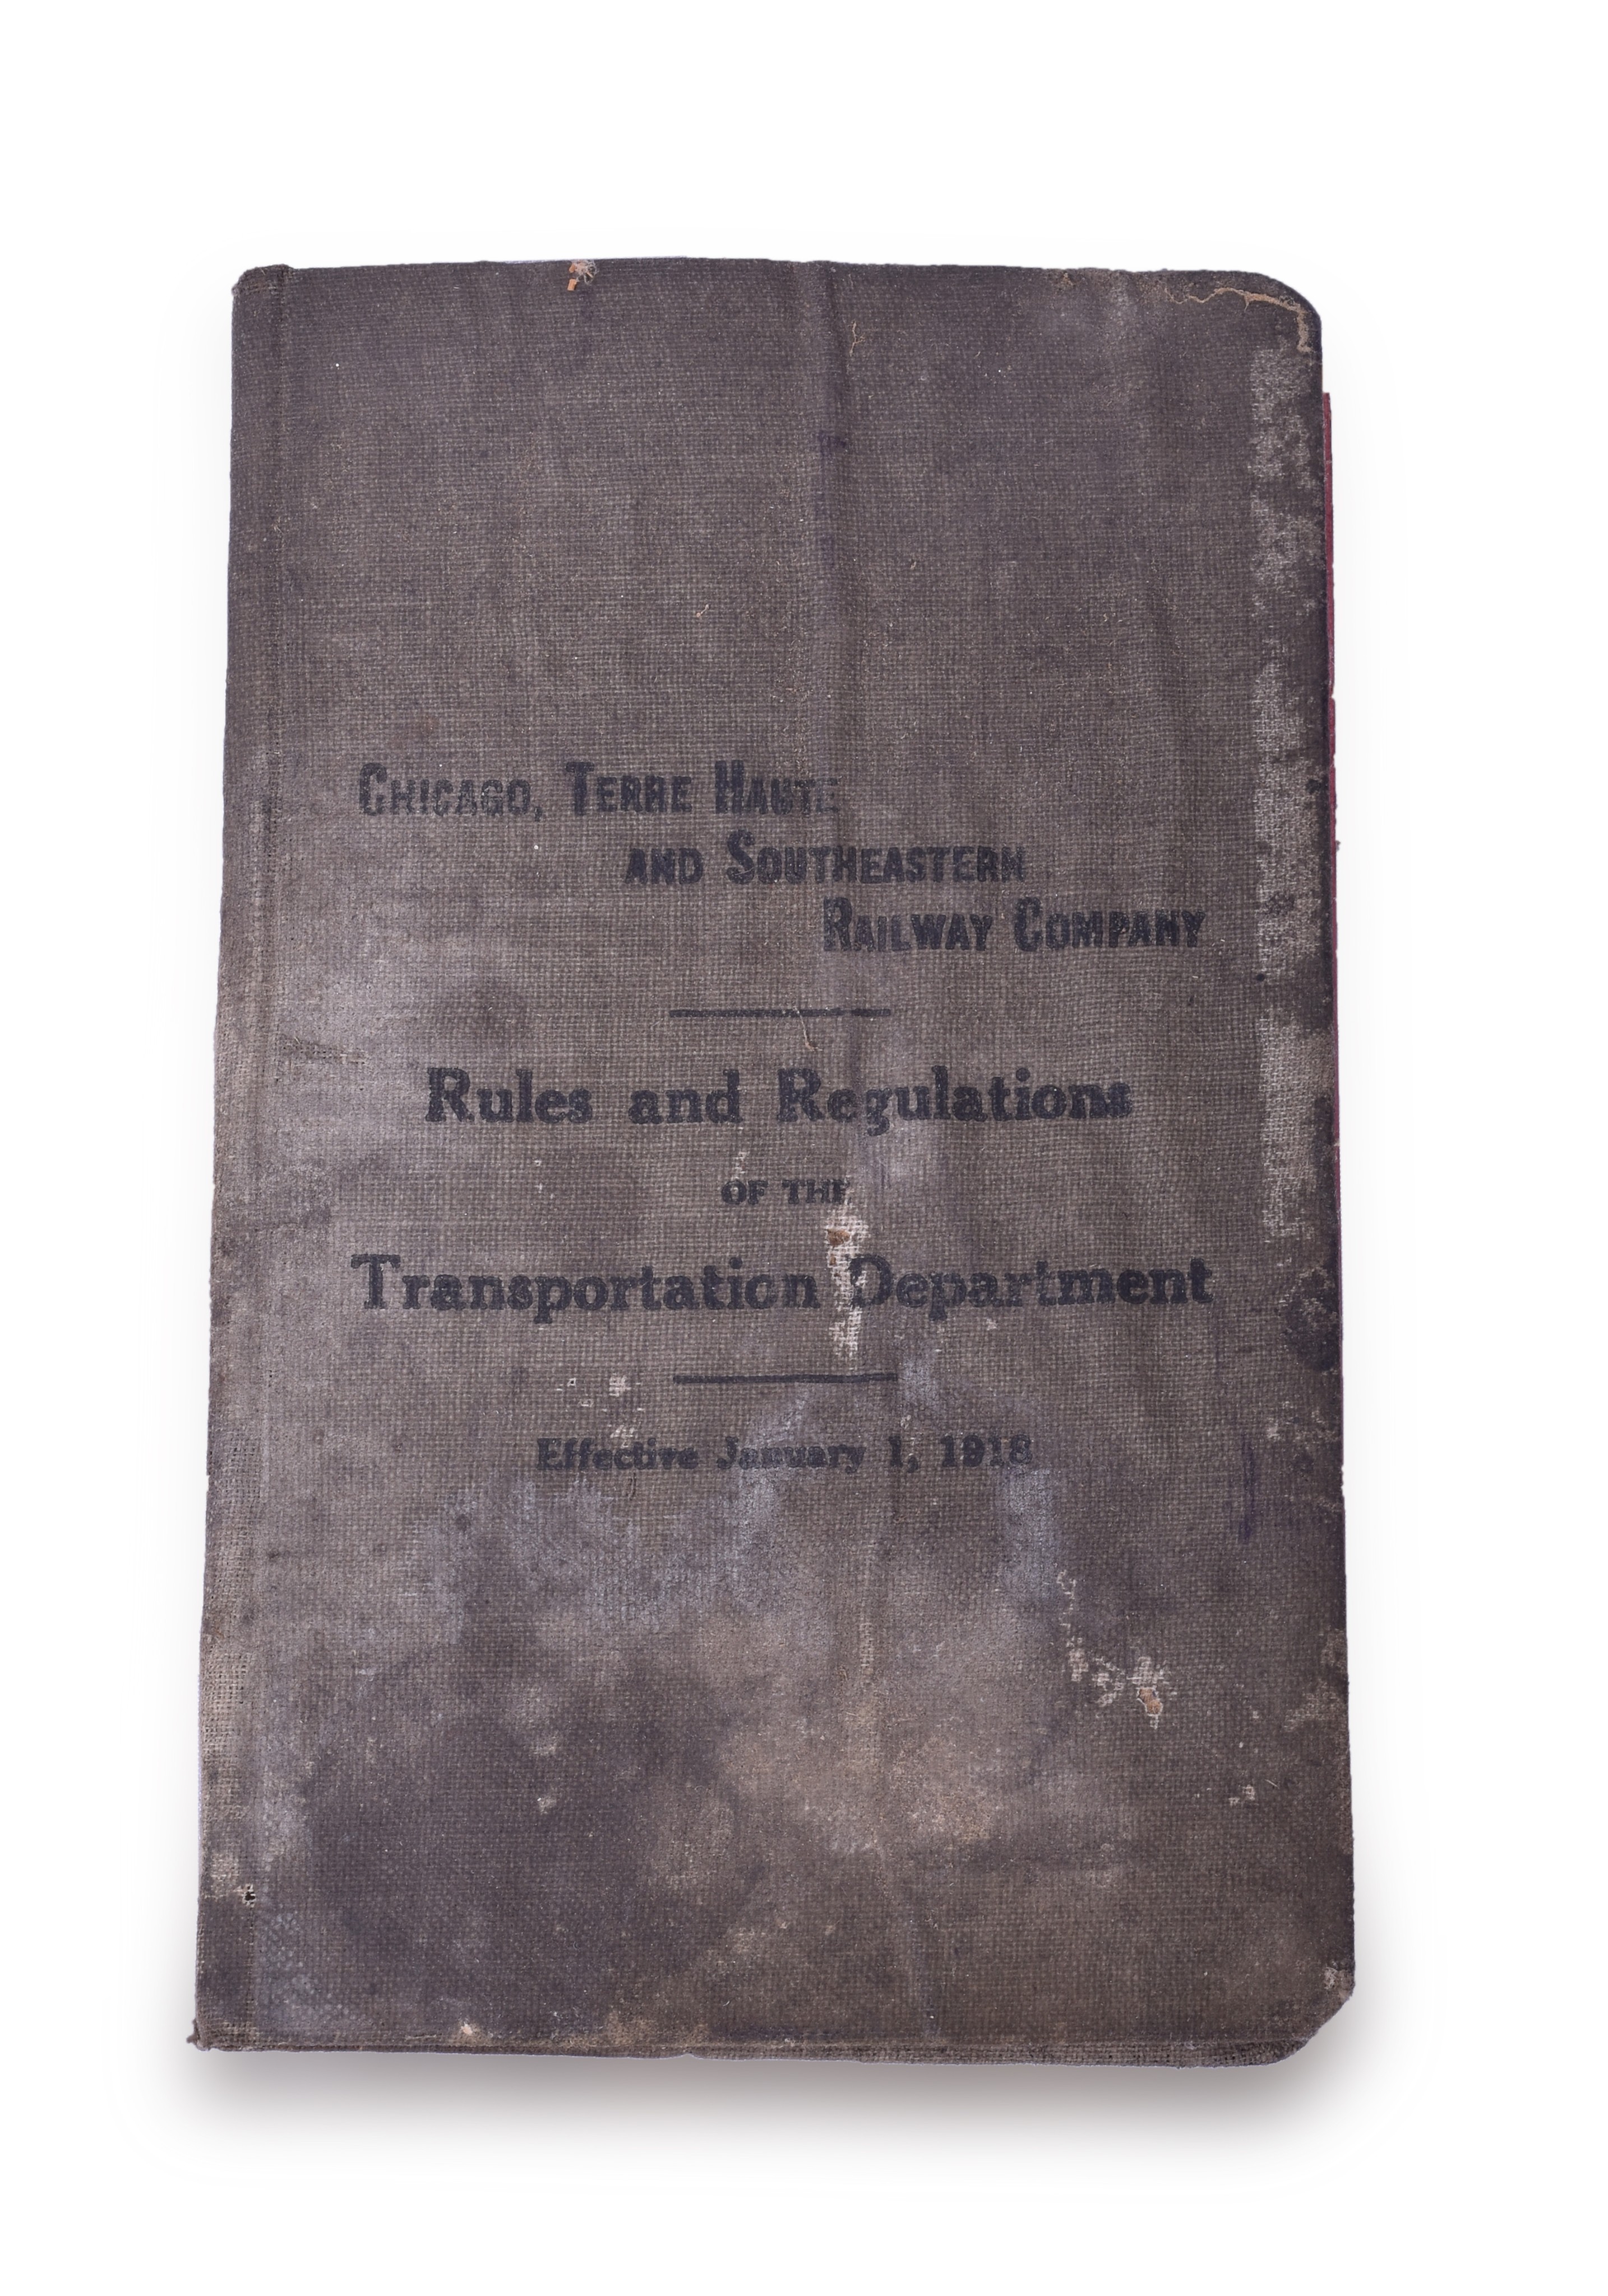 CHICAGO, TERRE HAUTE
AND SOUTHEASTERN
RAILWAY COMPANY
Rules and Regulations
OF THE
Transportation Department
Effective January 1, 1918